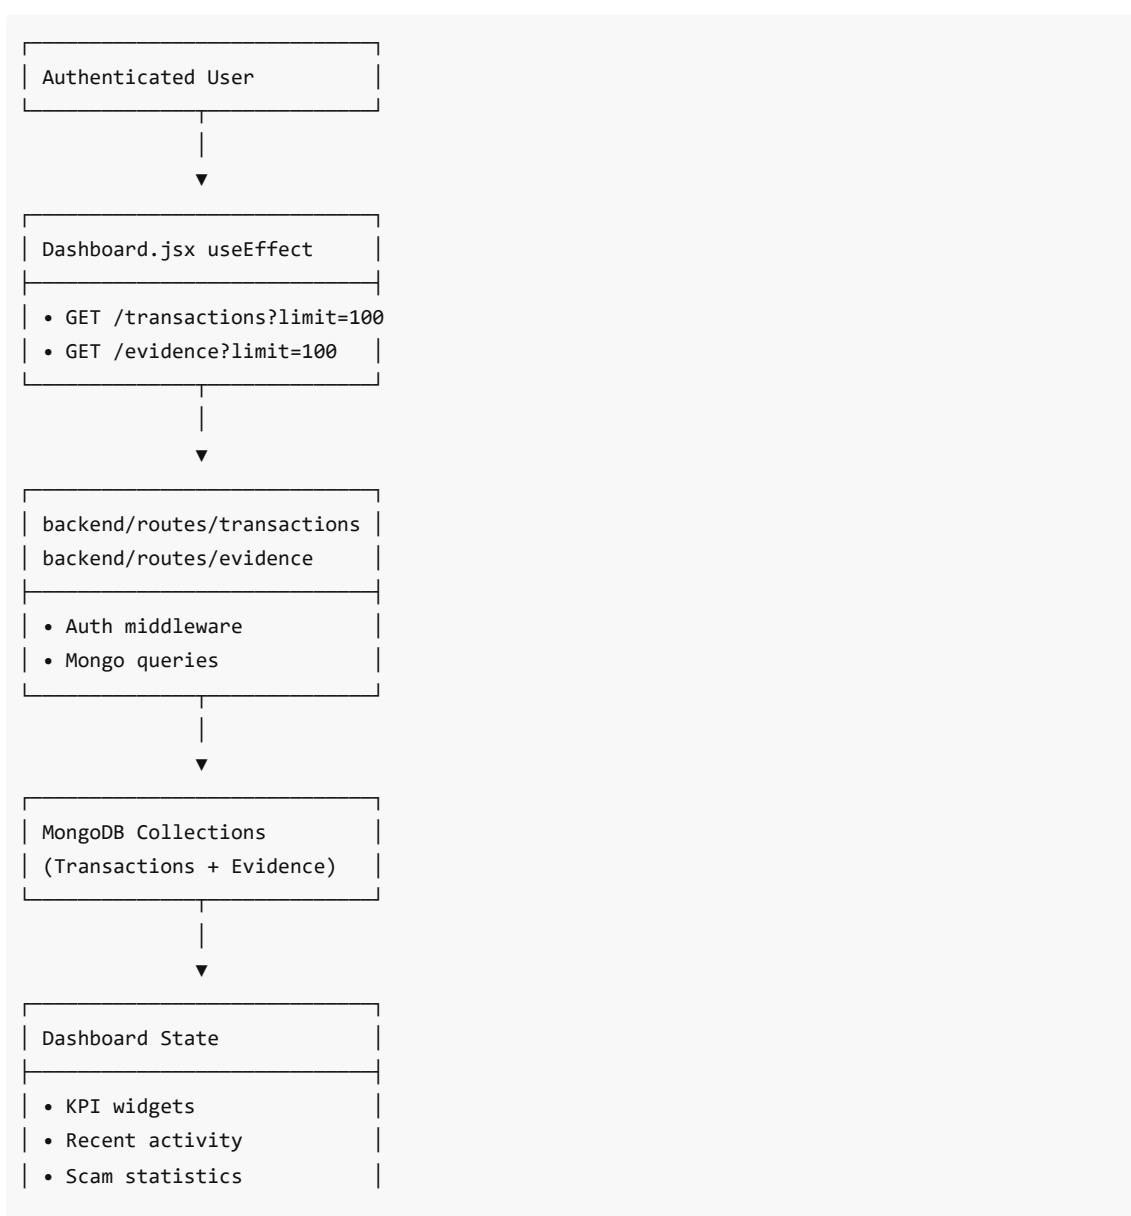 Authenticated User
▼
Dashboard.jsx useEffect
• GET /transactions?limit=100
• GET /evidence?limit=100
▼
backend/routes/transactions
backend/routes/evidence
• Auth middleware
• Mongo queries
▼
MongoDB Collections
(Transactions + Evidence)
▼
Dashboard State
• KPI widgets
• Recent activity
• Scam statistics